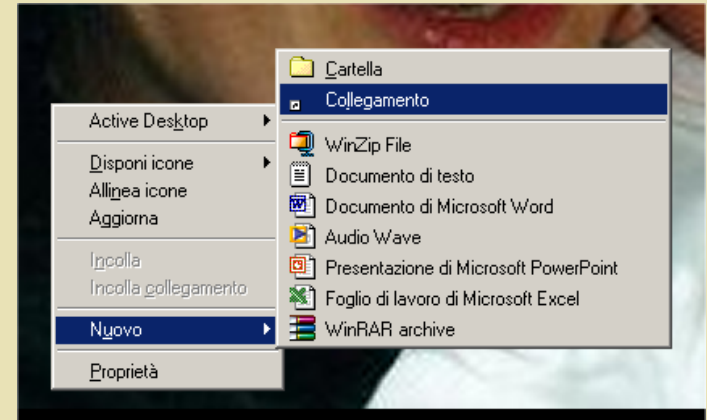 Active Desktop
Disponi icone
Allinea icone
Aggiorna
Incolla
Incolla collegamento
Nuovo
Proprietà
Cartella
Collegamento
WinZip File
Documento di testo
Documento di Microsoft Word
Audio Wave
Presentazione di Microsoft PowerPoint
Foglio di lavoro di Microsoft Excel
WinRAR archive